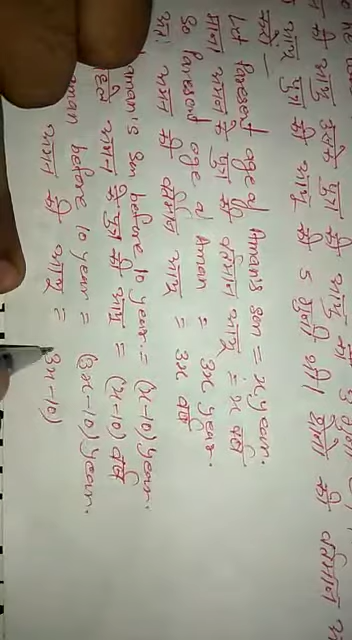 की आयु उसके पुत्र की आयु का 3 गुनी
पुत्र की आयु की 5 गुनी थी। दोनों की वर्तमान
करो —
Let Present age of Aman's son = x year.
माना अमन के पुत्र की वर्तमान आयु = x वर्ष
So Present age of Aman = 3x year.
अतः अमन की वर्तमान आयु = 3x वर्ष
Aman's son before 10 year = (x-10) year.
पहले अमन के पुत्र की आयु = (x-10) वर्ष
before 10 year = (3x-10) year.
अमन की आयु = 3x-10)